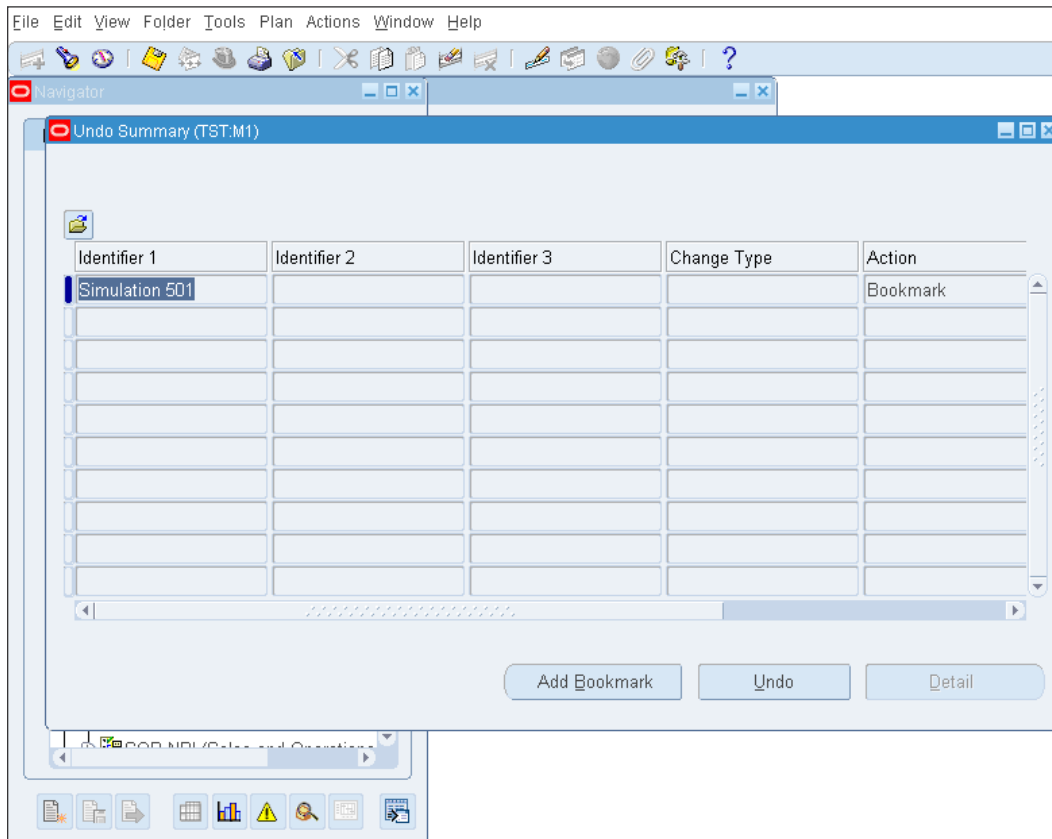 File Edit View Folder Tools Plan Actions Window Help
Navigator
Undo Summary (TST:M1)
Identifier 1 Identifier 2 Identifier 3 Change Type Action
Simulation 501 Bookmark
Add Bookmark Undo Detail